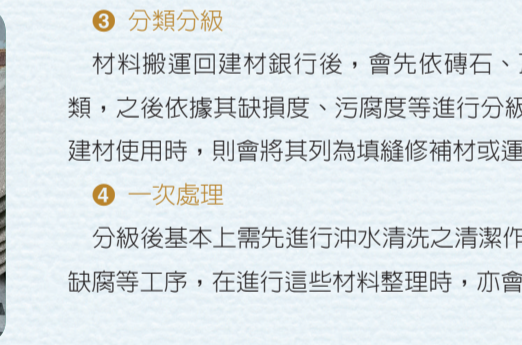 ❸ 分類分級
材料搬運回建材銀行後，會先依磚石、
類，之後依據其缺損度、污腐度等進行分級
建材使用時，則會將其列為填縫修補材或運
❹ 一次處理
分級後基本上需先進行沖水清洗之清潔作
缺腐等工序，在進行這些材料整理時，亦會